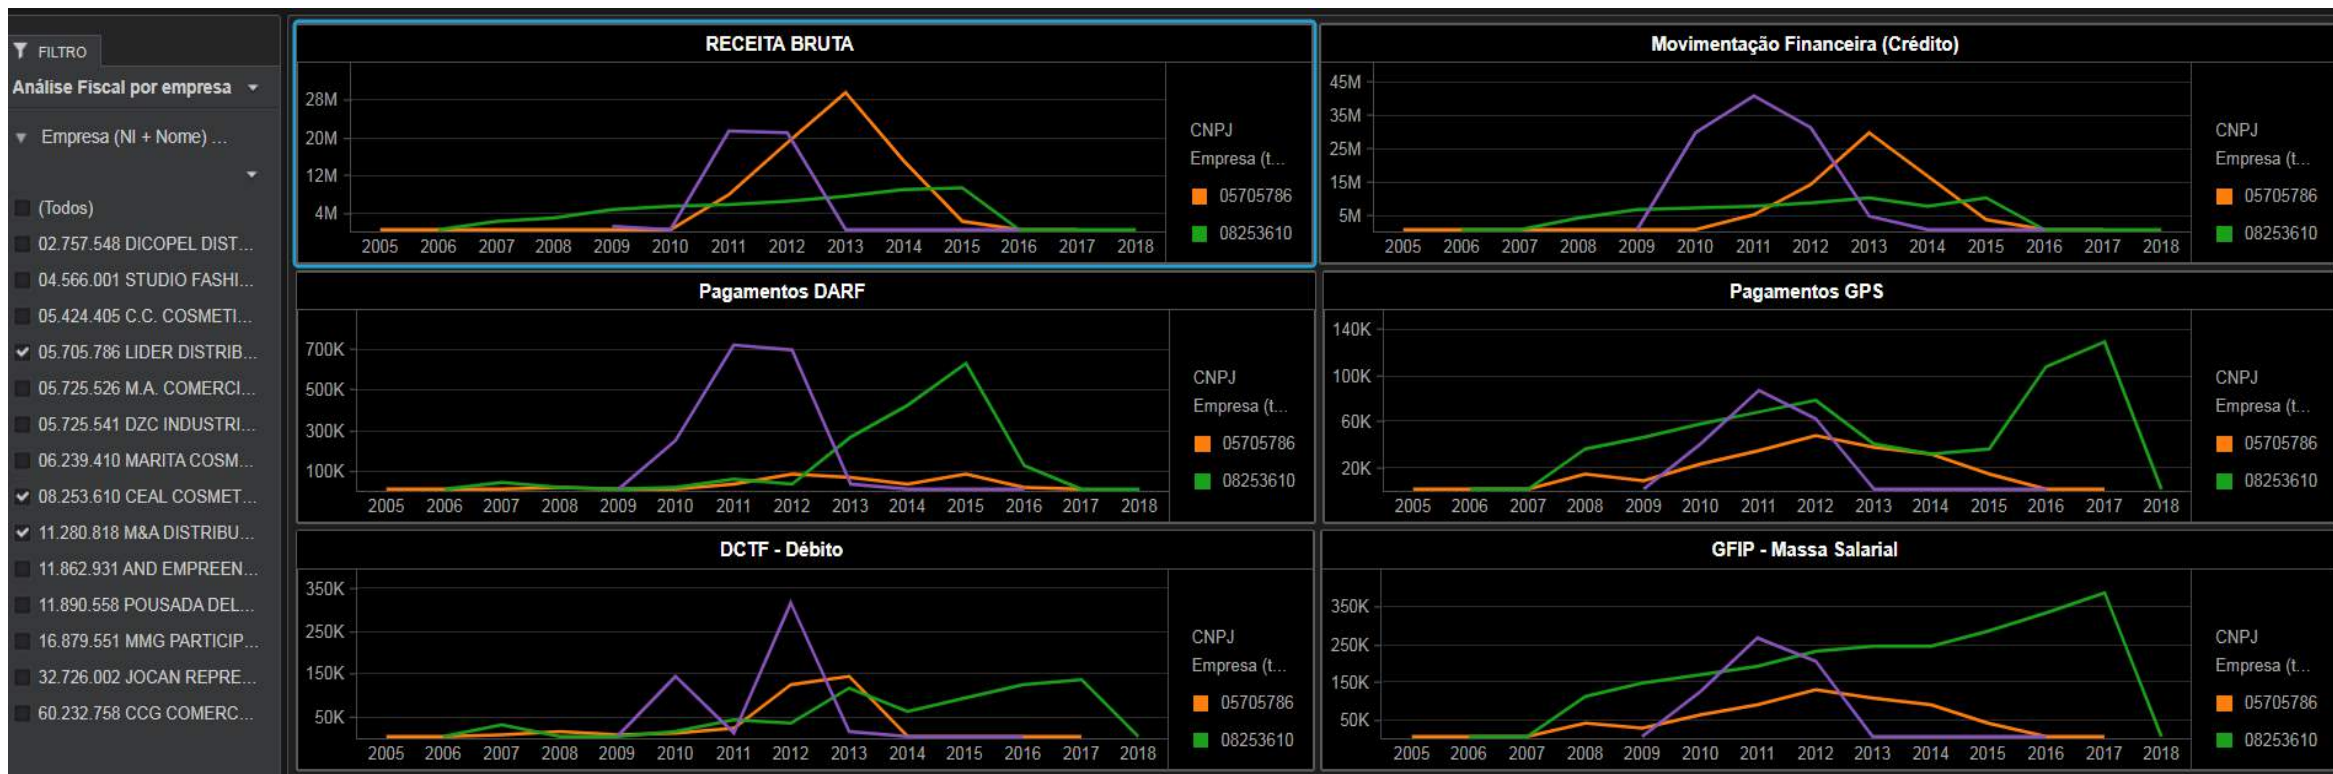 FILTRO
Análise Fiscal por empresa
Empresa (NI + Nome) ...
(Todos)
02.757.548 DICOPEL DIST...
04.566.001 STUDIO FASHI...
05.424.405 C.C. COSMETI...
05.705.786 LIDER DISTRIB...
05.725.526 M.A. COMERCI...
05.725.541 DZC INDUSTRI...
06.239.410 MARITA COSM...
08.253.610 CEAL COSMET...
11.280.818 M&A DISTRIBU...
11.862.931 AND EMPREEN...
11.890.558 POUSADA DEL...
16.879.551 MMG PARTICIP...
32.726.002 JOCAN REPRE...
60.232.758 CCG COMERC...
RECEITA BRUTA
28M
20M
12M
4M
2005 2006 2007 2008 2009 2010 2011 2012 2013 2014 2015 2016 2017 2018
CNPJ
Empresa (t...
05705786
08253610
Movimentação Financeira (Crédito)
45M
35M
25M
15M
5M
2005 2006 2007 2008 2009 2010 2011 2012 2013 2014 2015 2016 2017 2018
CNPJ
Empresa (t...
05705786
08253610
Pagamentos DARF
700K
500K
300K
100K
2005 2006 2007 2008 2009 2010 2011 2012 2013 2014 2015 2016 2017 2018
CNPJ
Empresa (t...
05705786
08253610
Pagamentos GPS
140K
100K
60K
20K
2005 2006 2007 2008 2009 2010 2011 2012 2013 2014 2015 2016 2017 2018
CNPJ
Empresa (t...
05705786
08253610
DCTF - Débito
350K
250K
150K
50K
2005 2006 2007 2008 2009 2010 2011 2012 2013 2014 2015 2016 2017 2018
CNPJ
Empresa (t...
05705786
08253610
GFIP - Massa Salarial
350K
250K
150K
50K
2005 2006 2007 2008 2009 2010 2011 2012 2013 2014 2015 2016 2017 2018
CNPJ
Empresa (t...
05705786
08253610